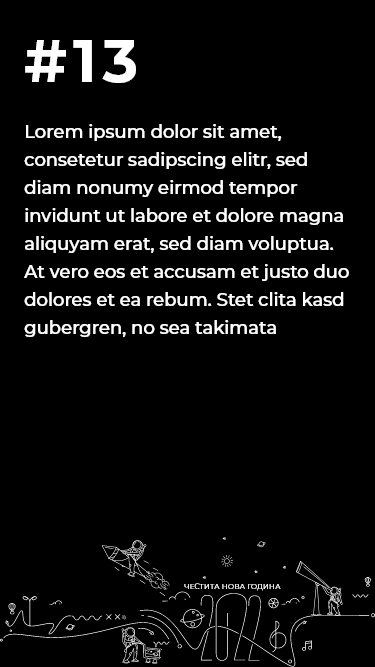 #13
Lorem ipsum dolor sit amet,
consetetur sadipscing elitr, sed
diam nonumy eirmod tempor
invidunt ut labore et dolore magna
aliquyam erat, sed diam voluptua.
At vero eos et accusam et justo duo
dolores et ea rebum. Stet clita kasd
gubergren, no sea takimata
ЧЕСТИТА НОВА ГОДИНА
2022